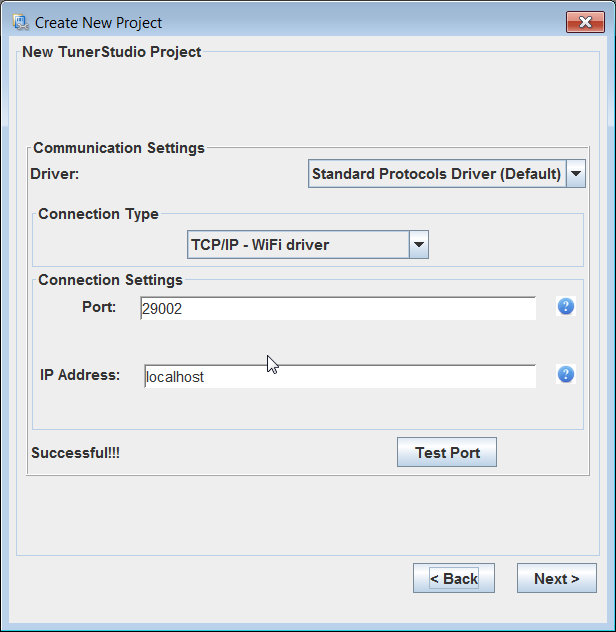 Create New Project
New TunerStudio Project
Communication Settings
Driver: Standard Protocols Driver (Default)
Connection Type
TCP/IP - WiFi driver
Connection Settings
Port: 29002 ?
IP Address: localhost ?
Successful!!! Test Port
< Back Next >